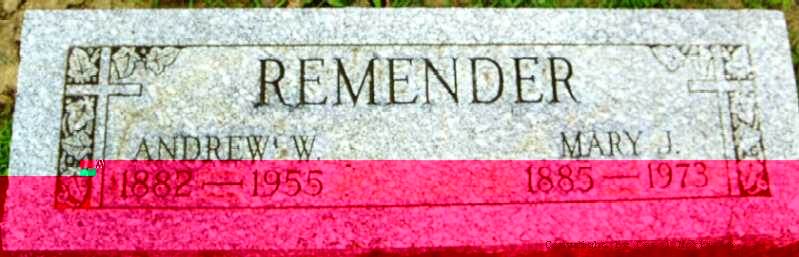 REMENDER
ANDREW W. MARY J.
1882 — 1955 1885 — 1973